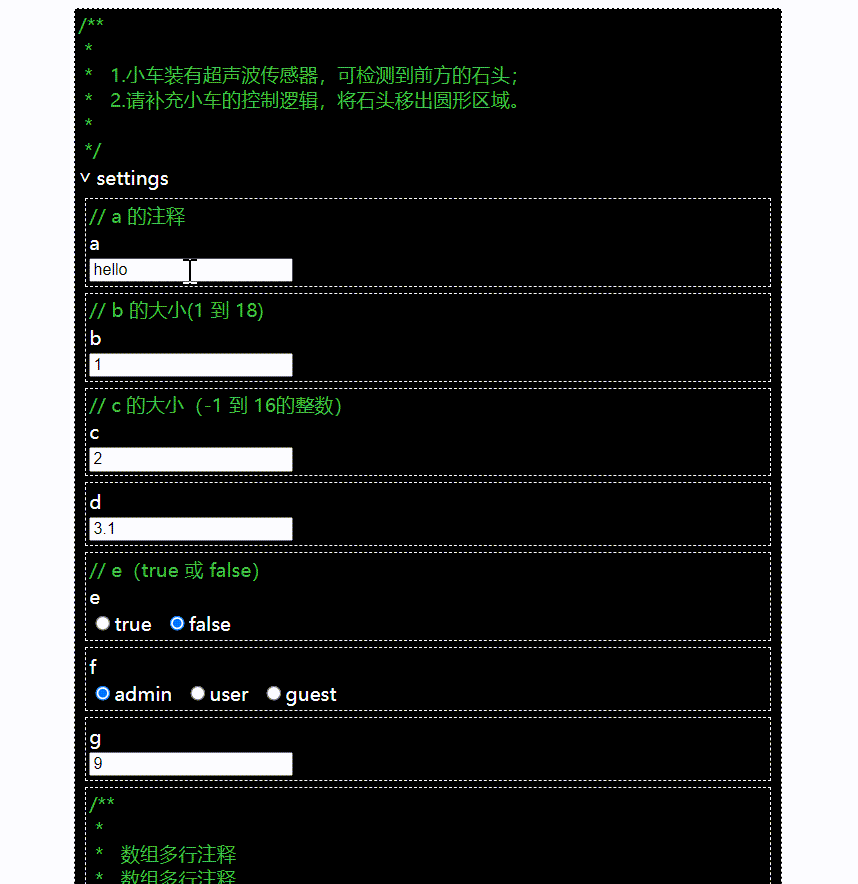 /**
*
* 1.小车装有超声波传感器，可检测到前方的石头；
* 2.请补充小车的控制逻辑，将石头移出圆形区域。
*
*/
v settings
// a 的注释
a
hello
// b 的大小(1 到 18)
b
1
// c 的大小（-1 到 16的整数）
c
2
d
3.1
// e（true 或 false）
e
true false
f
admin user guest
g
9
/**
*
* 数组多行注释
* 数组多行注释